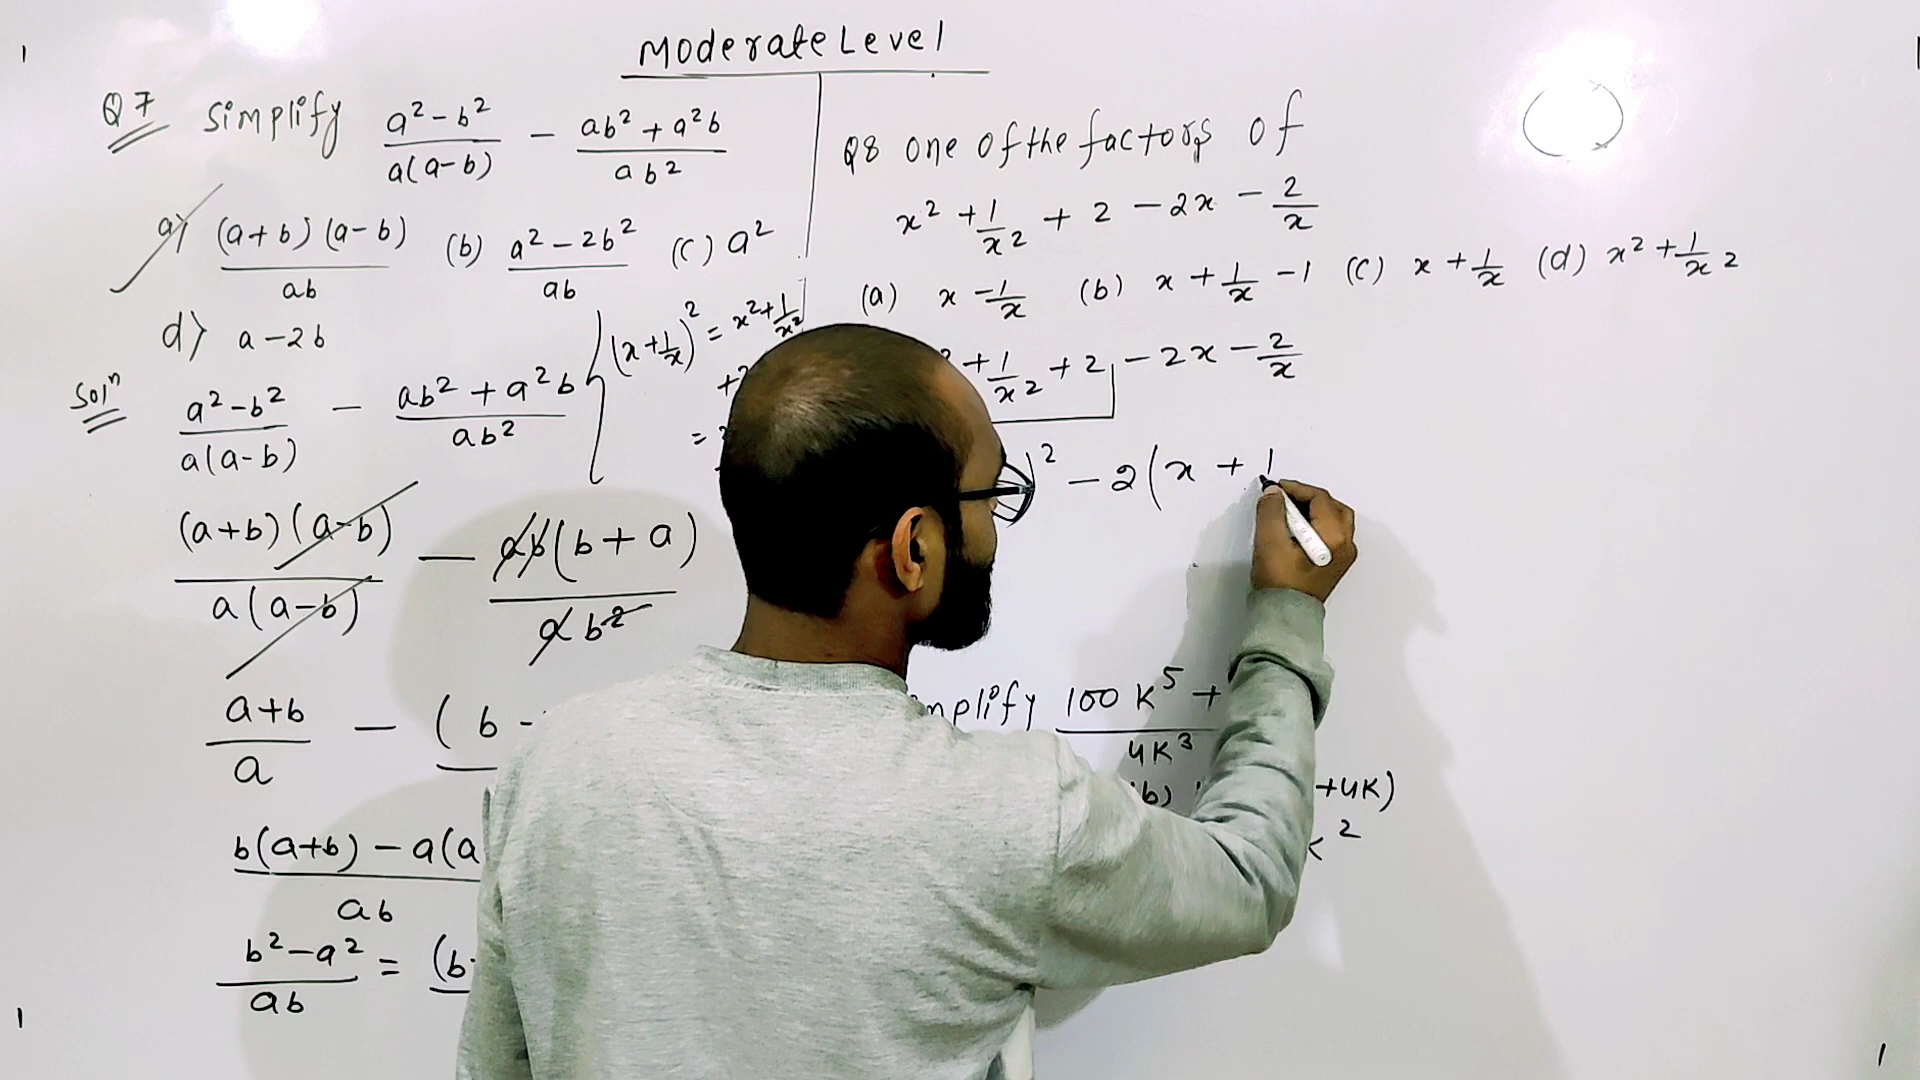 Moderate Level
Q7 Simplify (a² - b²)/(a(a-b)) - (ab² + a²b)/(ab²)
a) (a+b)(a-b)/ab (b) (a² - 2b²)/ab (c) a²
d) a - 2b
Solⁿ (a² - b²)/(a(a-b)) - (ab² + a²b)/(ab²)
(a+b)(a-b)/(a(a-b)) - ab(b+a)/(ab²)
(a+b)/a - (b
b(a+b) - a(a
ab
(b² - a²)/ab = (b
(x + 1/x)² = x² + 1/x²
+
=
Q8 one of the factors of
x² + 1/x² + 2 - 2x - 2/x
(a) x - 1/x (b) x + 1/x - 1 (c) x + 1/x (d) x² + 1/x²
+ 1/x² + 2 - 2x - 2/x
)² - 2(x + 1
100K⁵ +
4K³
b) +4K)
2